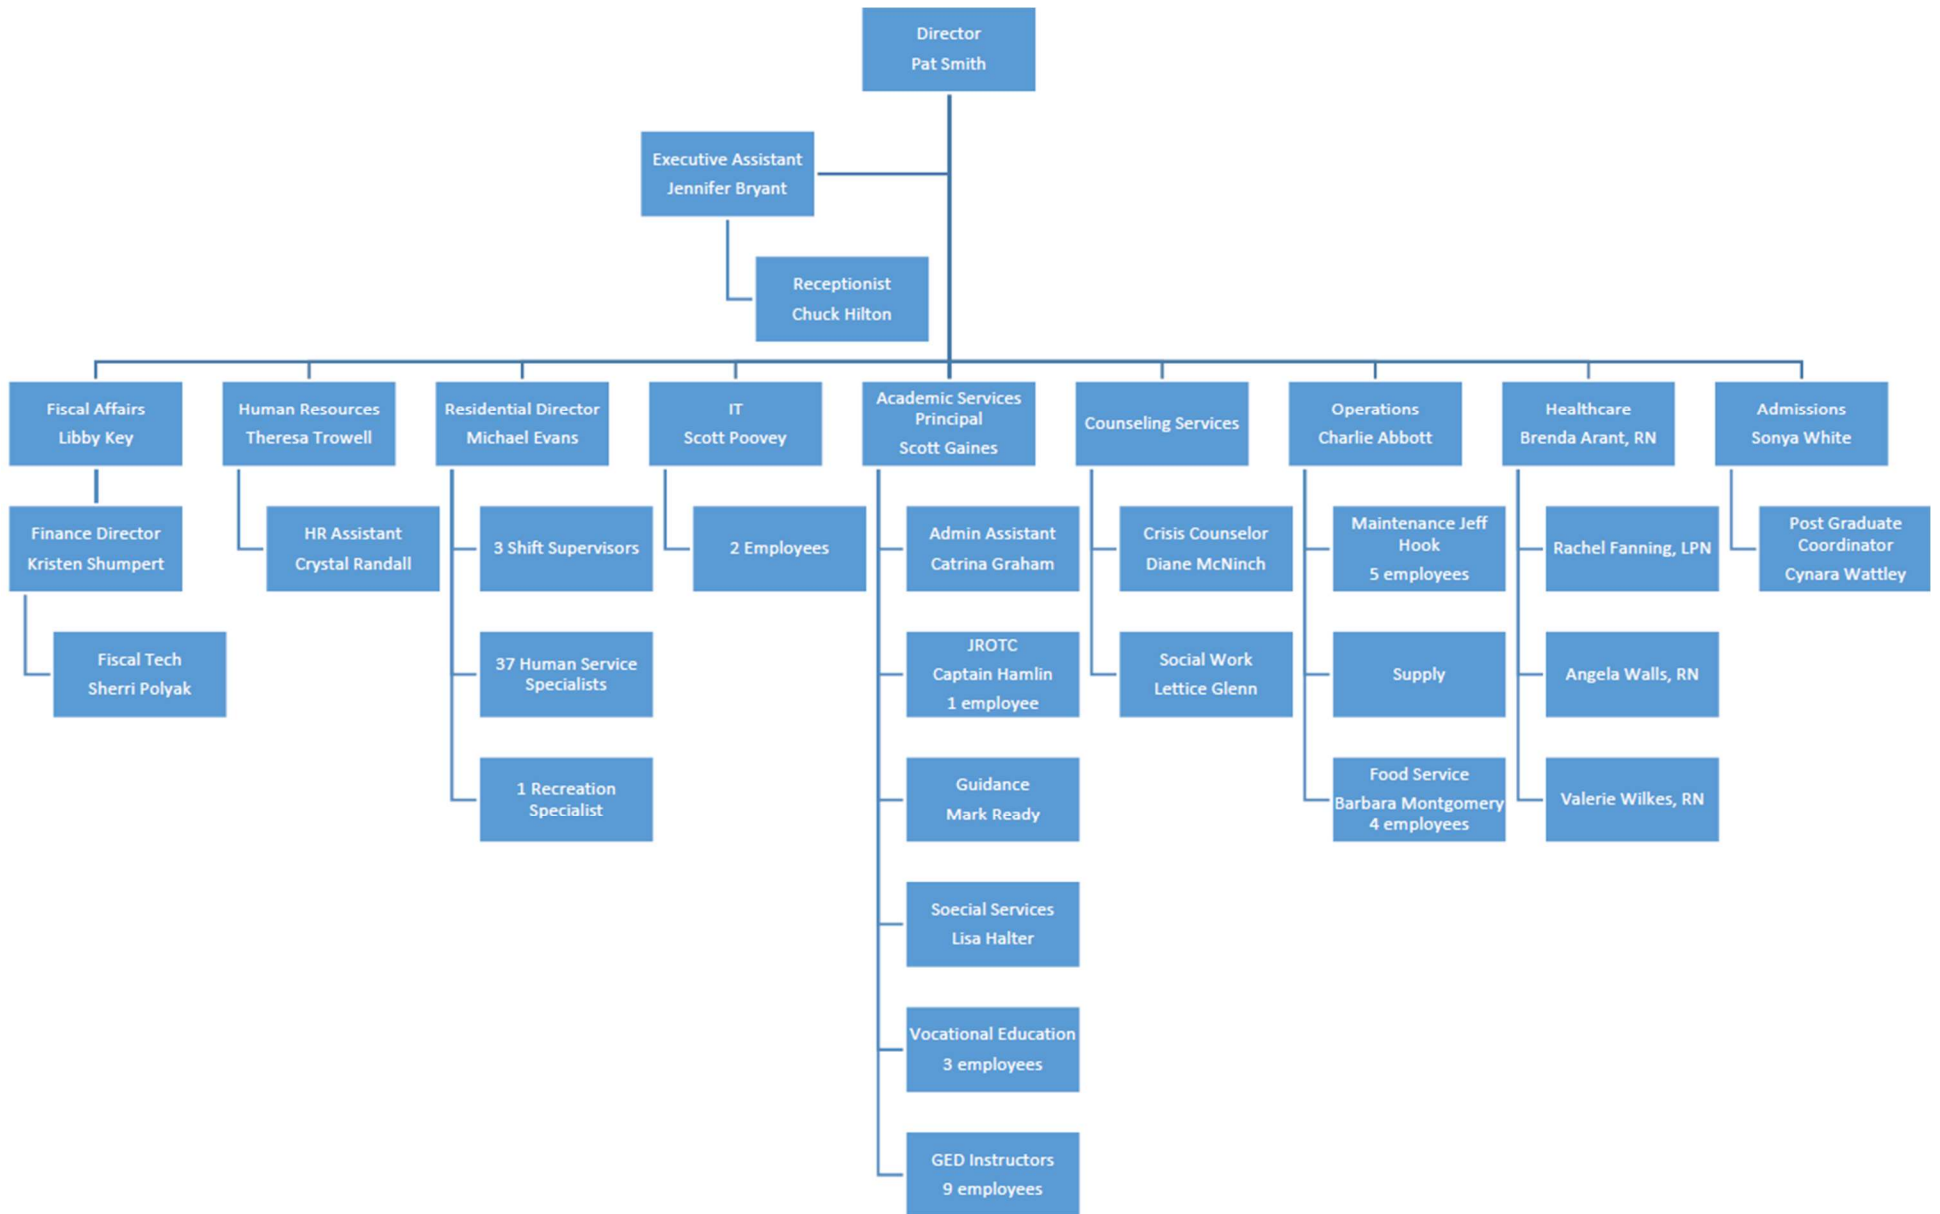 Director
Pat Smith
Executive Assistant
Jennifer Bryant
Receptionist
Chuck Hilton
Fiscal Affairs
Libby Key
Human Resources
Theresa Trowell
Residential Director
Michael Evans
IT
Scott Poovey
Academic Services
Principal
Scott Gaines
Counseling Services
Operations
Charlie Abbott
Healthcare
Brenda Arant, RN
Admissions
Sonya White
Finance Director
Kristen Shumpert
HR Assistant
Crystal Randall
3 Shift Supervisors
2 Employees
Admin Assistant
Catrina Graham
Crisis Counselor
Diane McNinch
Maintenance Jeff
Hook
5 employees
Rachel Fanning, LPN
Post Graduate
Coordinator
Cynara Wattley
Fiscal Tech
Sherri Polyak
37 Human Service
Specialists
JROTC
Captain Hamlin
1 employee
Social Work
Lettice Glenn
Supply
Angela Walls, RN
1 Recreation
Specialist
Guidance
Mark Ready
Food Service
Barbara Montgomery
4 employees
Valerie Wilkes, RN
Soecial Services
Lisa Halter
Vocational Education
3 employees
GED Instructors
9 employees